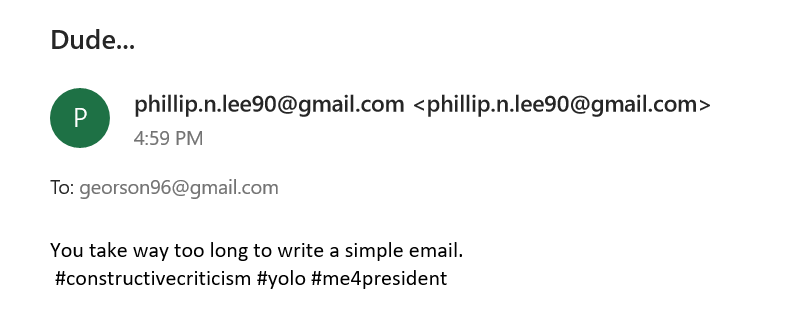 Dude...
P
phillip.n.lee90@gmail.com <phillip.n.lee90@gmail.com>
4:59 PM
To: georson96@gmail.com
You take way too long to write a simple email.
#constructivecriticism #yolo #me4president